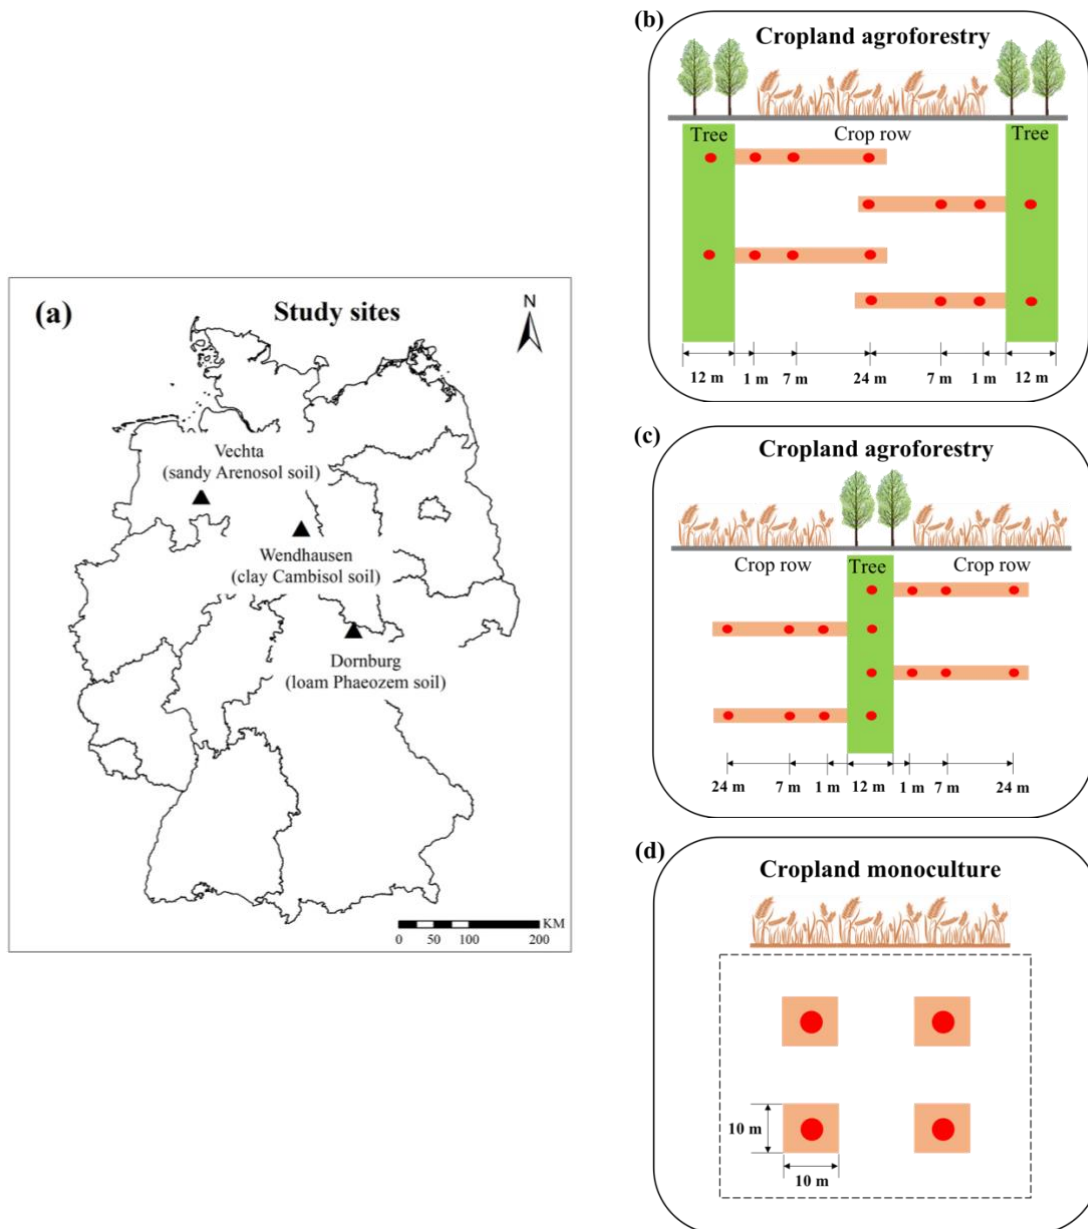 (a)
Study sites
N
Vechta
(sandy Arenosol soil)
Wendhausen
(clay Cambisol soil)
Dornburg
(loam Phaeozem soil)
KM
0 50 100 200
(b)
Cropland agroforestry
Tree Crop row Tree
12 m 1 m 7 m 24 m 7 m 1 m 12 m
(c)
Cropland agroforestry
Crop row Tree Crop row
24 m 7 m 1 m 12 m 1 m 7 m 24 m
(d)
Cropland monoculture
10 m
10 m